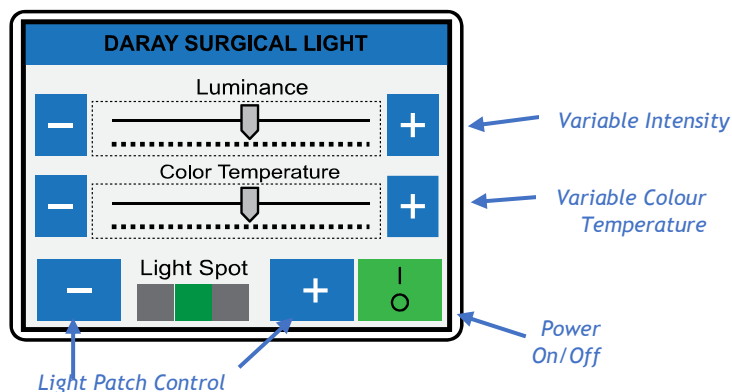 DARAY SURGICAL LIGHT
Luminance
− +
Variable Intensity
Color Temperature
− +
Variable Colour
Temperature
Light Spot
− +
I
O
Power
On/Off
Light Patch Control